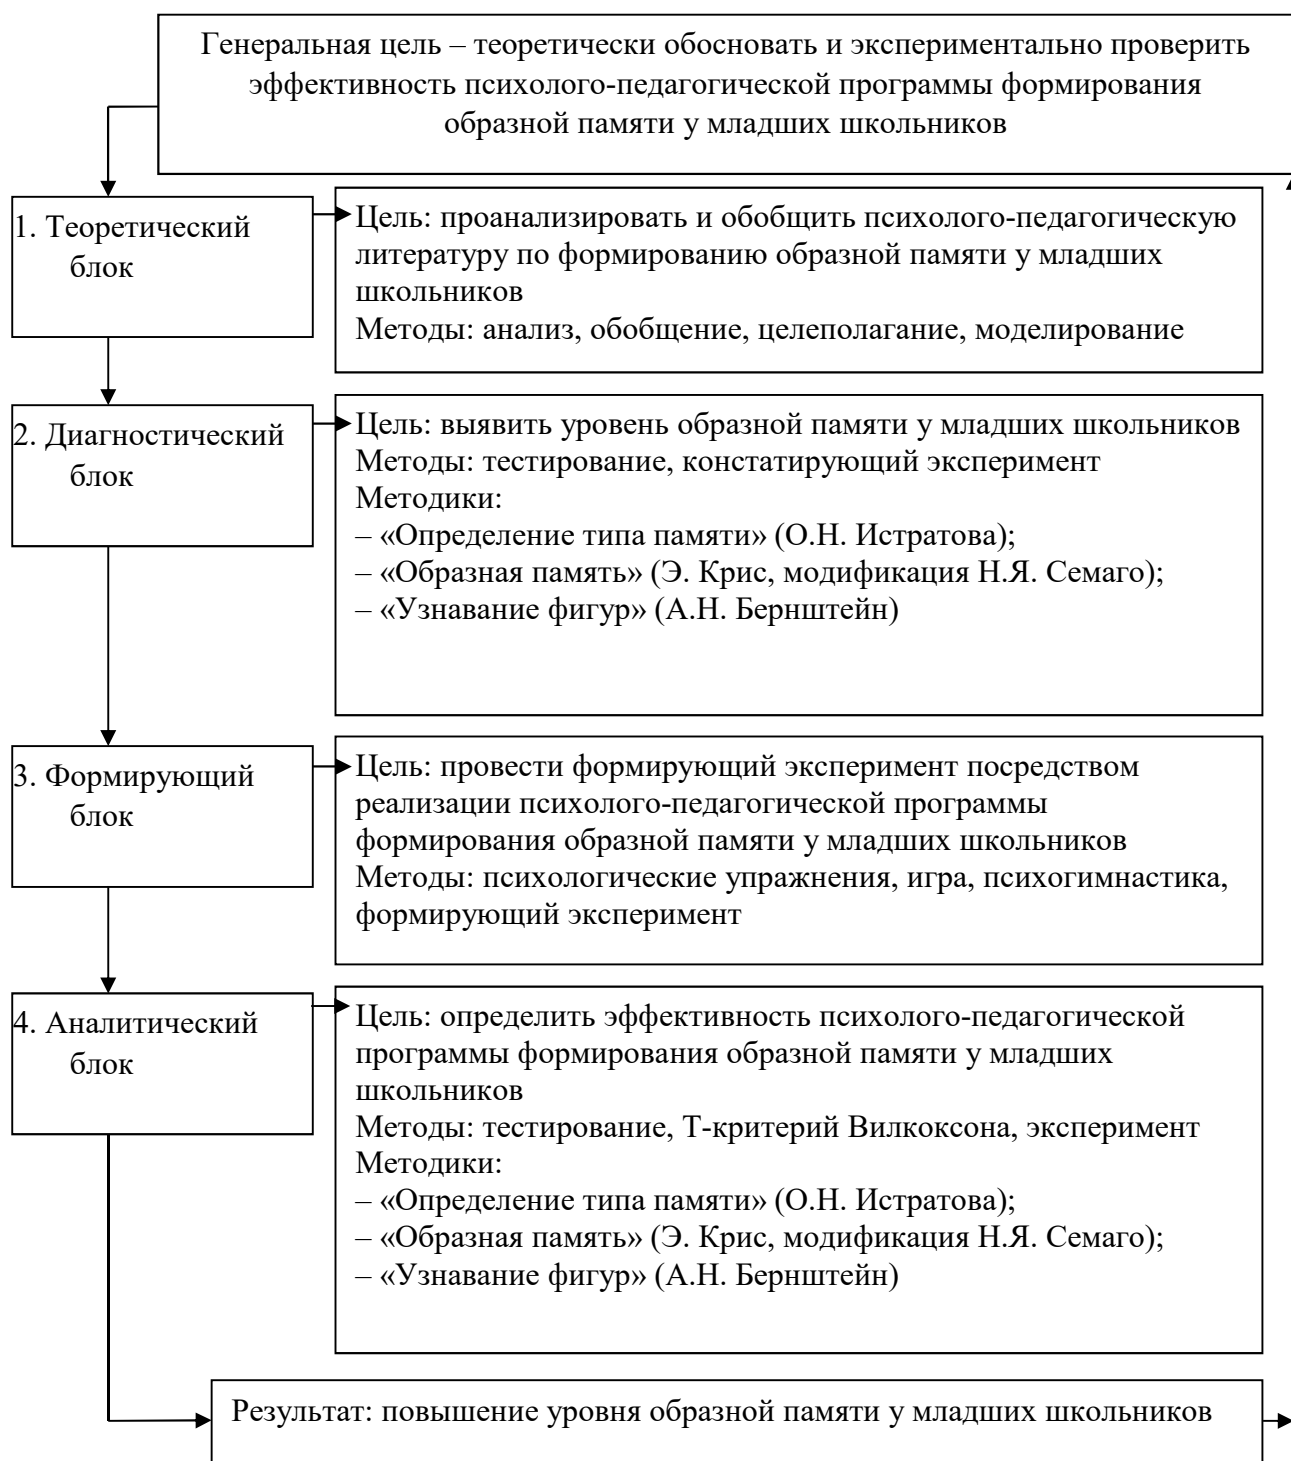 Генеральная цель – теоретически обосновать и экспериментально проверить
эффективность психолого-педагогической программы формирования
образной памяти у младших школьников
1. Теоретический
блок
Цель: проанализировать и обобщить психолого-педагогическую
литературу по формированию образной памяти у младших
школьников
Методы: анализ, обобщение, целеполагание, моделирование
2. Диагностический
блок
Цель: выявить уровень образной памяти у младших школьников
Методы: тестирование, констатирующий эксперимент
Методики:
– «Определение типа памяти» (О.Н. Истратова);
– «Образная память» (Э. Крис, модификация Н.Я. Семаго);
– «Узнавание фигур» (А.Н. Бернштейн)
3. Формирующий
блок
Цель: провести формирующий эксперимент посредством
реализации психолого-педагогической программы
формирования образной памяти у младших школьников
Методы: психологические упражнения, игра, психогимнастика,
формирующий эксперимент
4. Аналитический
блок
Цель: определить эффективность психолого-педагогической
программы формирования образной памяти у младших
школьников
Методы: тестирование, Т-критерий Вилкоксона, эксперимент
Методики:
– «Определение типа памяти» (О.Н. Истратова);
– «Образная память» (Э. Крис, модификация Н.Я. Семаго);
– «Узнавание фигур» (А.Н. Бернштейн)
Результат: повышение уровня образной памяти у младших школьников